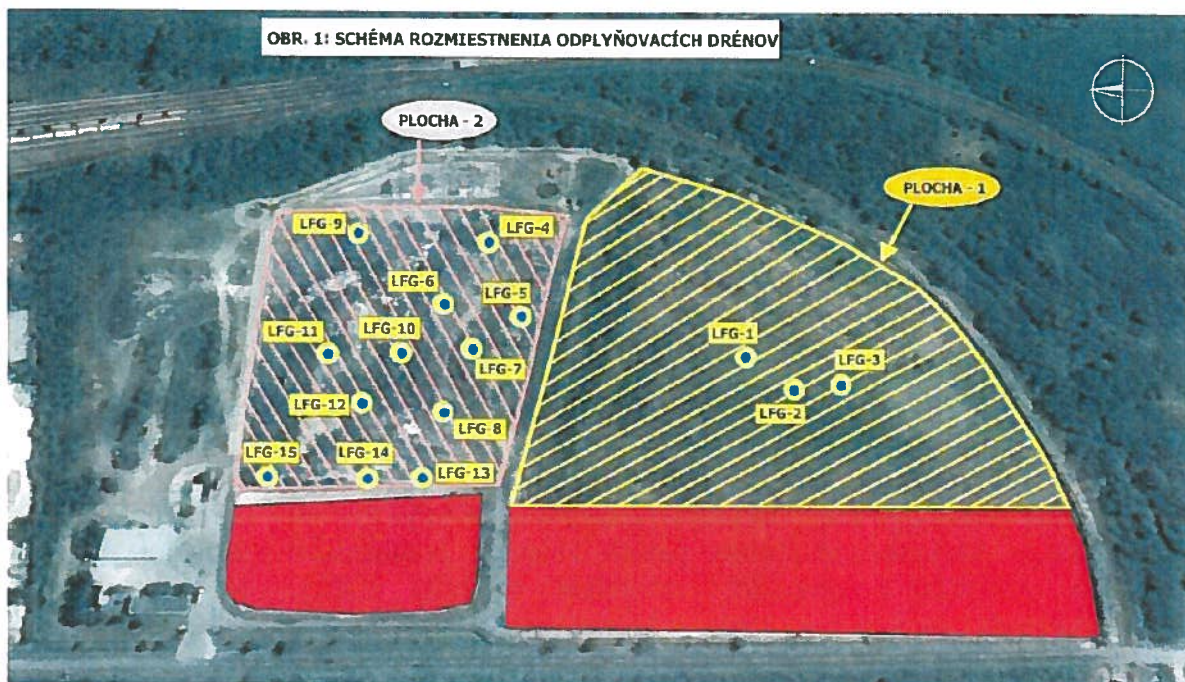 OBR. 1: SCHÉMA ROZMIESTNENIA ODPLYŇOVACÍCH DRÉNOV
PLOCHA - 2
PLOCHA - 1
LFG-9
LFG-4
LFG-6
LFG-5
LFG-11
LFG-10
LFG-7
LFG-1
LFG-3
LFG-2
LFG-12
LFG-8
LFG-15
LFG-14
LFG-13